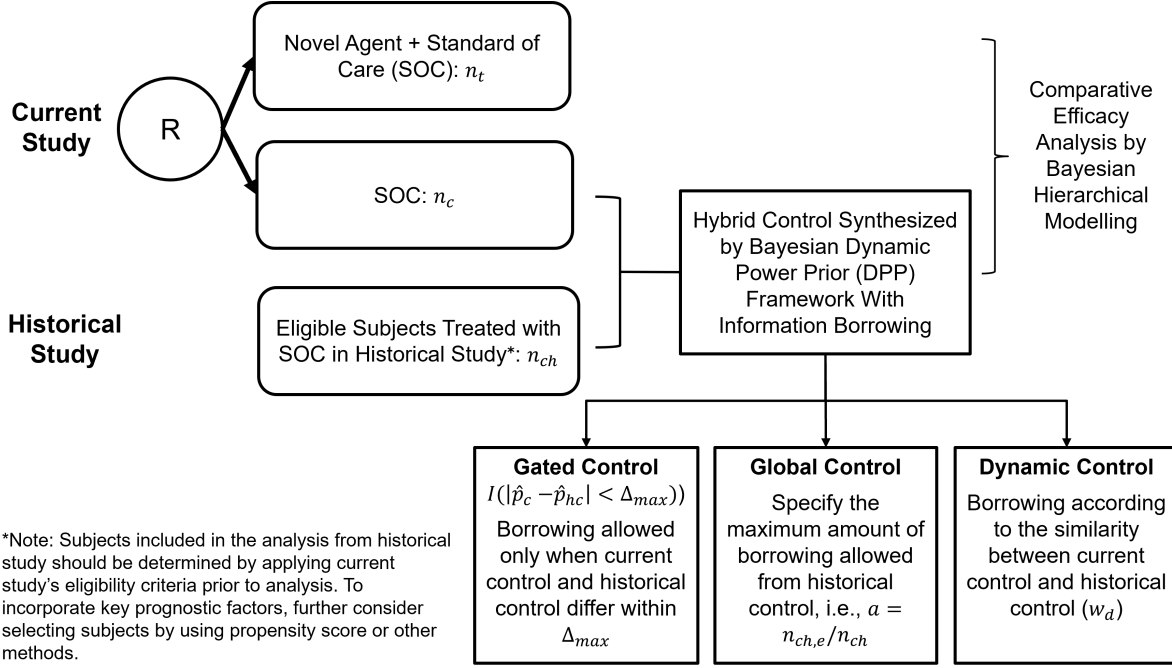 Current
Study
R
Novel Agent + Standard of
Care (SOC): n_t
SOC: n_c
Historical
Study
Eligible Subjects Treated with
SOC in Historical Study*: n_ch
Hybrid Control Synthesized
by Bayesian Dynamic
Power Prior (DPP)
Framework With
Information Borrowing
Comparative
Efficacy
Analysis by
Bayesian
Hierarchical
Modelling
Gated Control
I(|p̂_c −p̂_hc| < Δ_max))
Borrowing allowed
only when current
control and historical
control differ within
Δ_max
Global Control
Specify the
maximum amount of
borrowing allowed
from historical
control, i.e., a =
n_ch,e/n_ch
Dynamic Control
Borrowing according
to the similarity
between current
control and historical
control (w_d)
*Note: Subjects included in the analysis from historical
study should be determined by applying current
study's eligibility criteria prior to analysis. To
incorporate key prognostic factors, further consider
selecting subjects by using propensity score or other
methods.